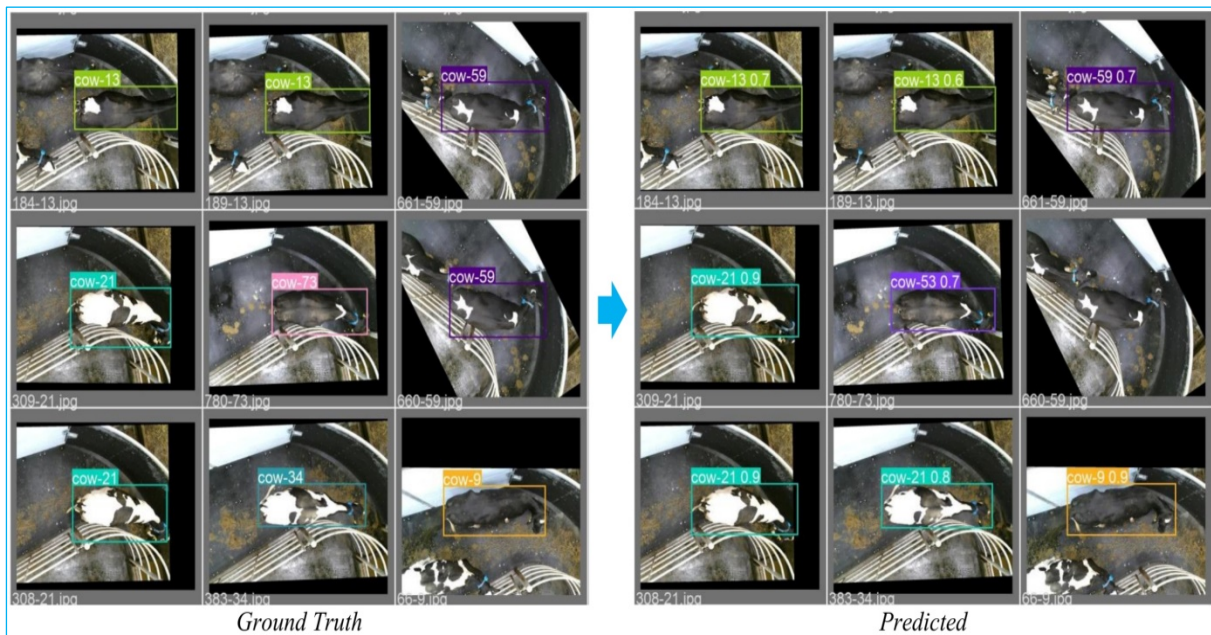 cow-13
cow-13
cow-59
184-13.jpg
189-13.jpg
661-59.jpg
cow-21
cow-73
cow-59
309-21.jpg
780-73.jpg
660-59.jpg
cow-21
cow-34
cow-9
308-21.jpg
383-34.jpg
66-9.jpg
Ground Truth
cow-13 0.7
cow-13 0.6
cow-59 0.7
184-13.jpg
189-13.jpg
661-59.jpg
cow-21 0.9
cow-53 0.7
309-21.jpg
780-73.jpg
660-59.jpg
cow-21 0.9
cow-21 0.8
cow-9 0.9
308-21.jpg
383-34.jpg
66-9.jpg
Predicted